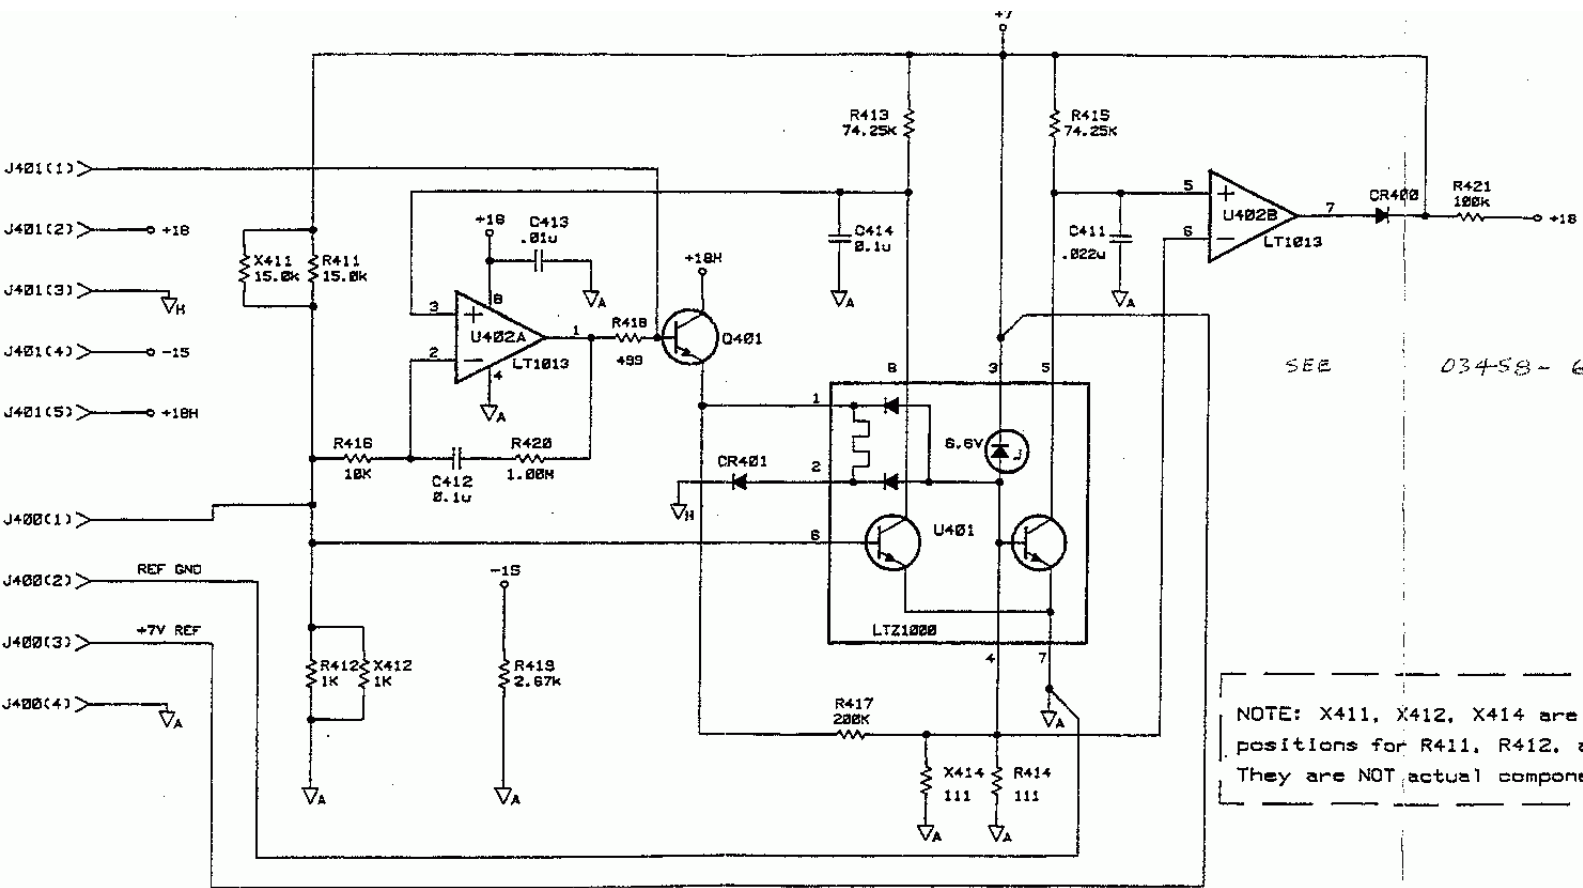 +7
R413
74.25K
R415
74.25K
J401(1)
J401(2)
+18
J401(3)
H
J401(4)
-15
J401(5)
+18H
X411
15.0k
R411
15.0k
+18
C413
.01u
A
3
+
8
U402A
LT1013
2
-
4
A
1
R418
499
+18H
Q401
C414
0.1u
A
C411
.022u
A
5
+
U402B
6
-
LT1013
7
CR400
R421
100k
+18
SEE 03458- 6
R416
10K
C412
0.1u
R420
1.00M
8
3
5
1
6.6V
2
CR401
H
U401
6
LTZ1000
4
7
A
J400(1)
J400(2)
REF GND
J400(3)
+7V REF
J400(4)
A
R412
1K
X412
1K
A
-15
R419
2.67k
A
R417
200K
X414
111
A
R414
111
A
NOTE: X411, X412, X414 are
positions for R411, R412,
They are NOT actual compone